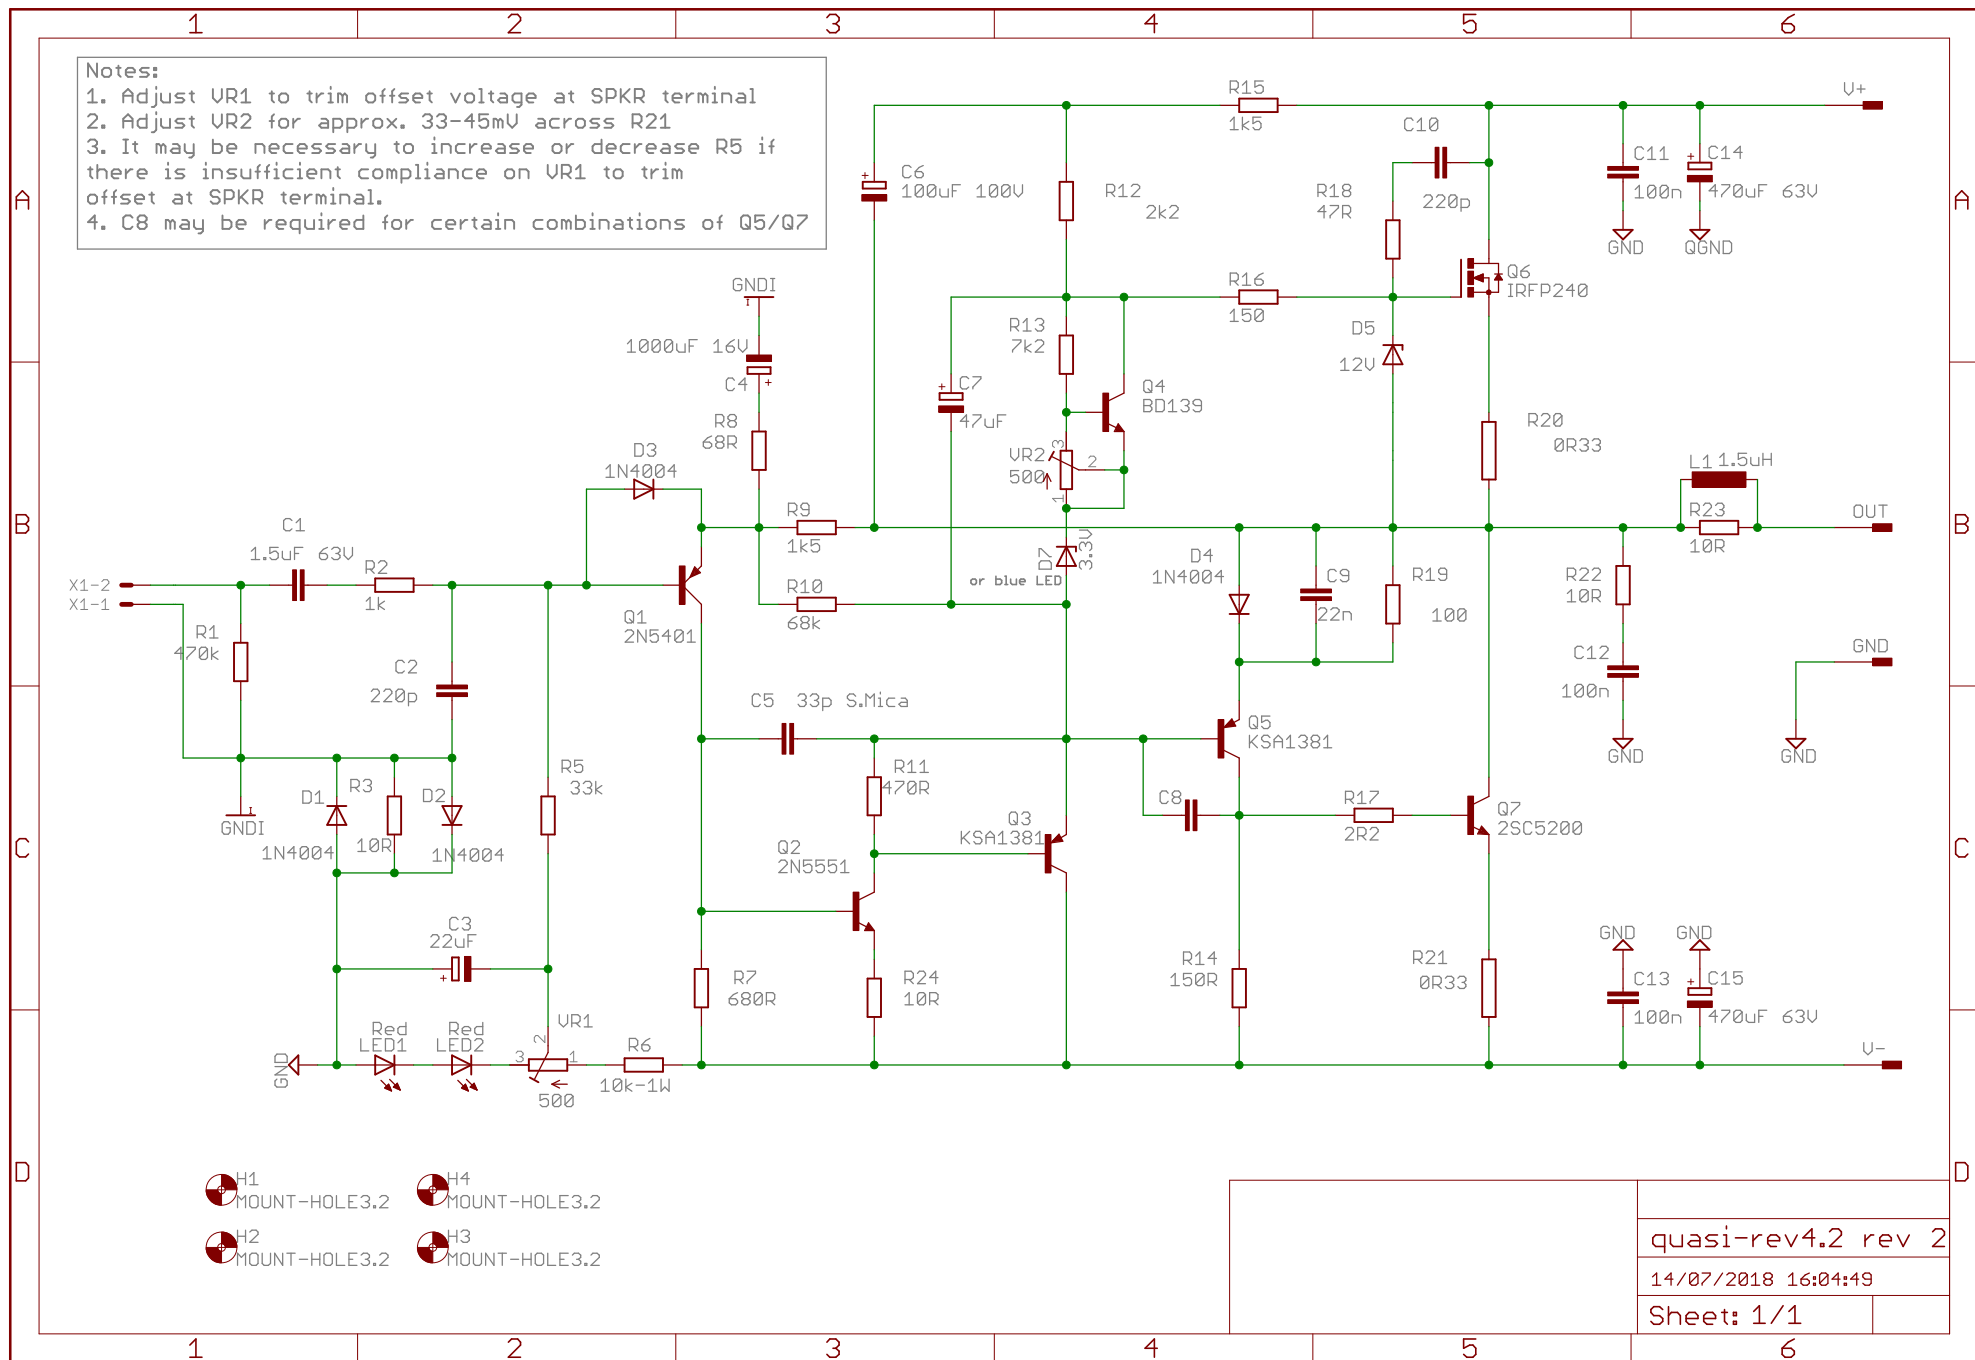 1 2 3 4 5 6
Notes:
1. Adjust VR1 to trim offset voltage at SPKR terminal
2. Adjust VR2 for approx. 33-45mV across R21
3. It may be necessary to increase or decrease R5 if
there is insufficient compliance on VR1 to trim
offset at SPKR terminal.
4. C8 may be required for certain combinations of Q5/Q7
R15
1k5
V+
C10
220p
C11
100n
GND
C14
+
470uF 63V
QGND
A
A
C6
+
100uF 100V
R12
2k2
R18
47R
Q6
IRFP240
GNDI
I
R16
150
1000uF 16V
C4
+
R13
7k2
D5
12V
C7
+
47uF
Q4
BD139
R8
68R
R20
0R33
D3
1N4004
VR2
500
3
2
1
L1 1.5uH
R23
10R
OUT
B
B
C1
1.5uF 63V
R9
1k5
D7
3.3V
or blue LED
D4
1N4004
C9
22n
R19
100
R22
10R
X1-2
X1-1
R2
1k
R10
68k
Q1
2N5401
R1
470k
C2
220p
C12
100n
GND
GND
GND
C5 33p S.Mica
Q5
KSA1381
R5
33k
R11
470R
D1
1N4004
R3
10R
D2
1N4004
GNDI
I
C8
R17
2R2
Q7
2SC5200
C
C
Q3
KSA1381
Q2
2N5551
C3
22uF
+
R7
680R
R24
10R
R14
150R
R21
0R33
GND
GND
C13
100n
C15
+
470uF 63V
GND
Red
LED1
Red
LED2
VR1
3
2
1
500
R6
10k-1W
V-
D
D
H1
MOUNT-HOLE3.2
H4
MOUNT-HOLE3.2
H2
MOUNT-HOLE3.2
H3
MOUNT-HOLE3.2
quasi-rev4.2 rev 2
14/07/2018 16:04:49
Sheet: 1/1
1 2 3 4 5 6